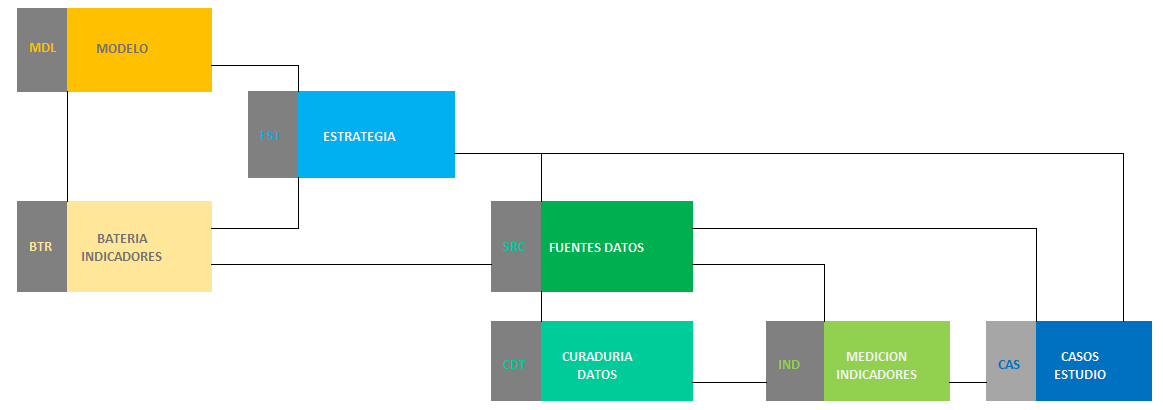 MDL
MODELO
EST
ESTRATEGIA
BTR
BATERIA
INDICADORES
SRC
FUENTES DATOS
CDT
CURADURIA
DATOS
IND
MEDICION
INDICADORES
CAS
CASOS
ESTUDIO